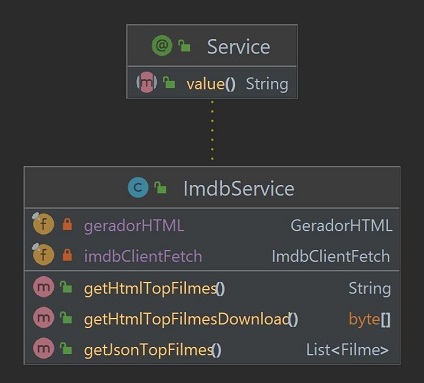 @ Service
m value() String
C ImdbService
f geradorHTML GeradorHTML
f imdbClientFetch ImdbClientFetch
m getHtmlTopFilmes() String
m getHtmlTopFilmesDownload() byte[]
m getJsonTopFilmes() List<Filme>